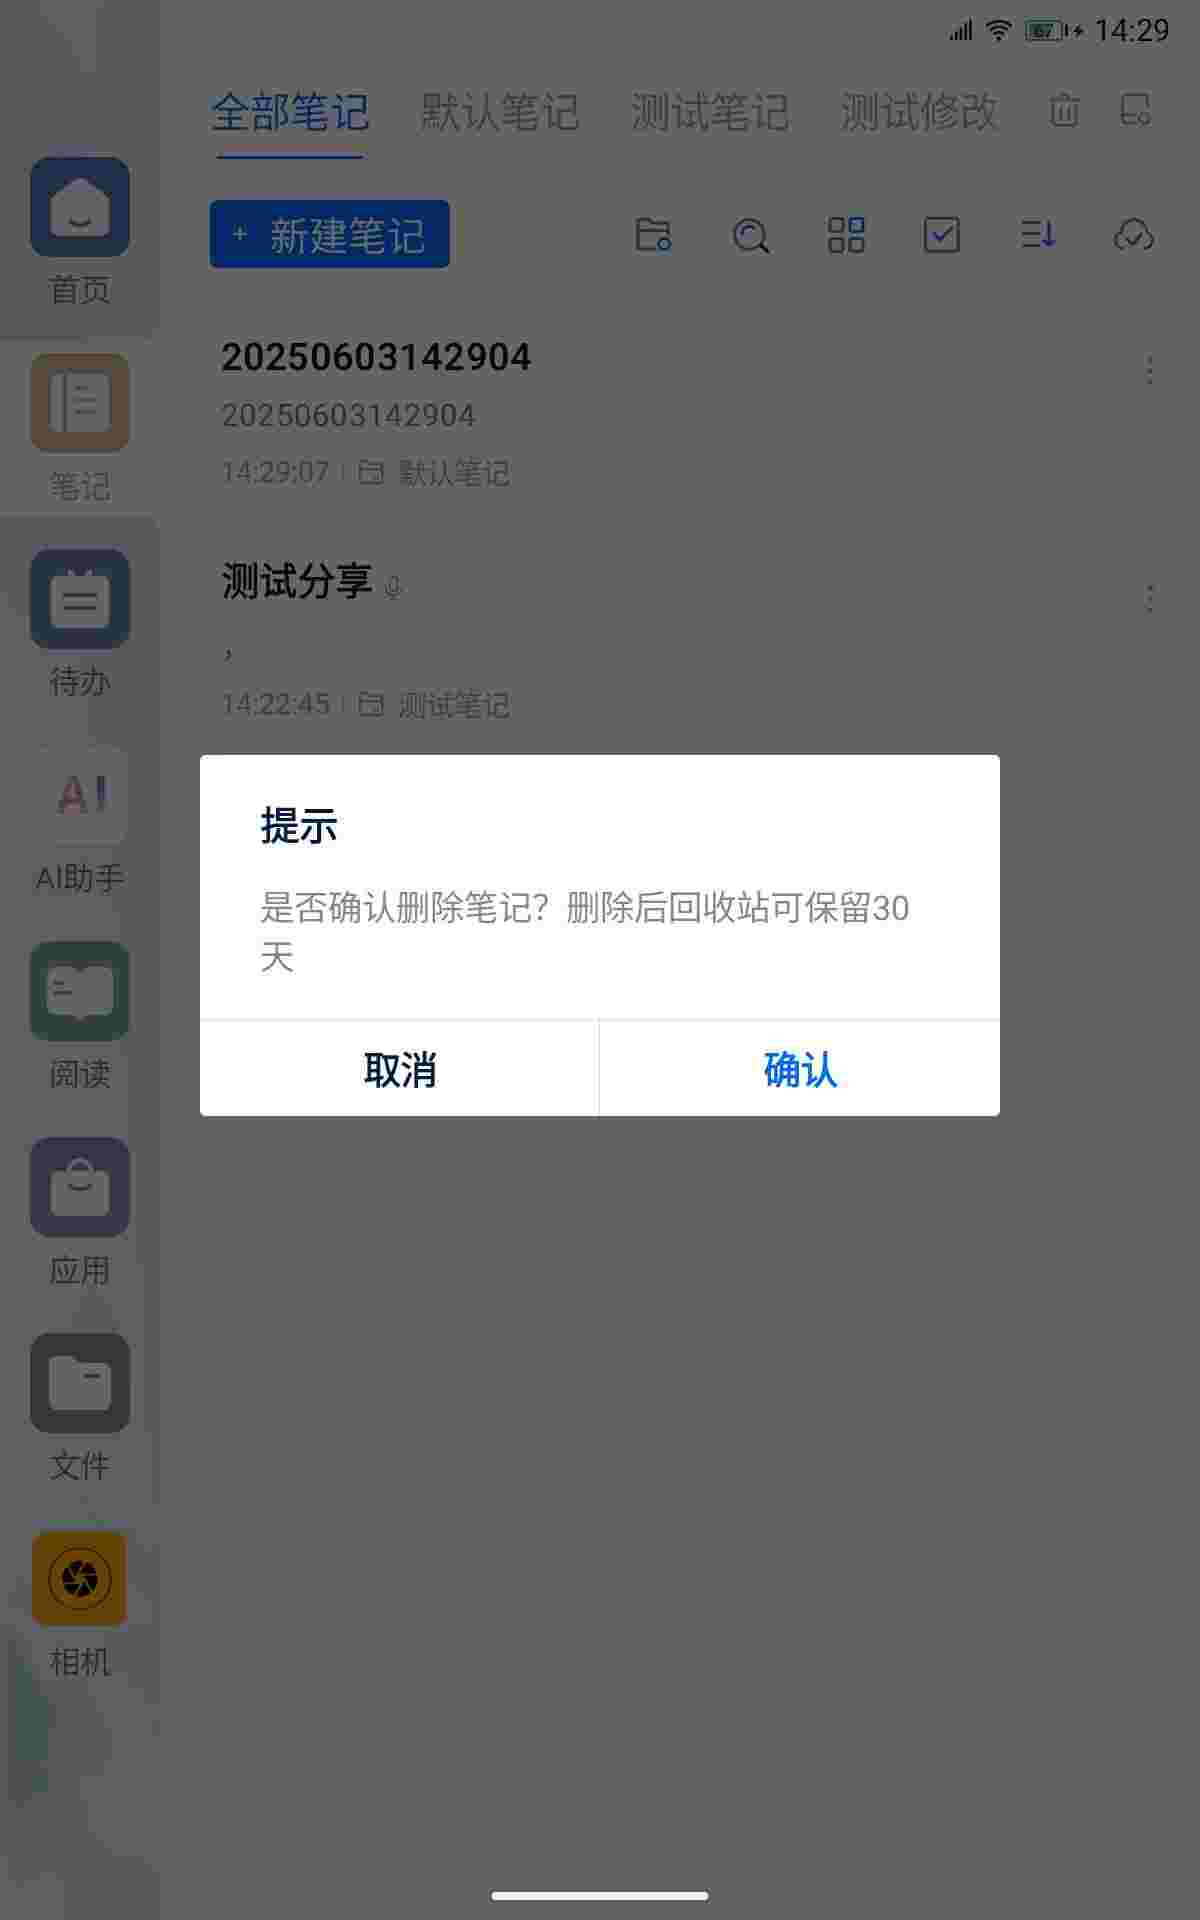 67 14:29
全部笔记 默认笔记 测试笔记 测试修改
+ 新建笔记
首页
20250603142904
20250603142904
14:29:07 默认笔记
笔记
测试分享
，
14:22:45 测试笔记
待办
AI
AI助手
提示
是否确认删除笔记？删除后回收站可保留30
天
取消 确认
阅读
应用
文件
相机